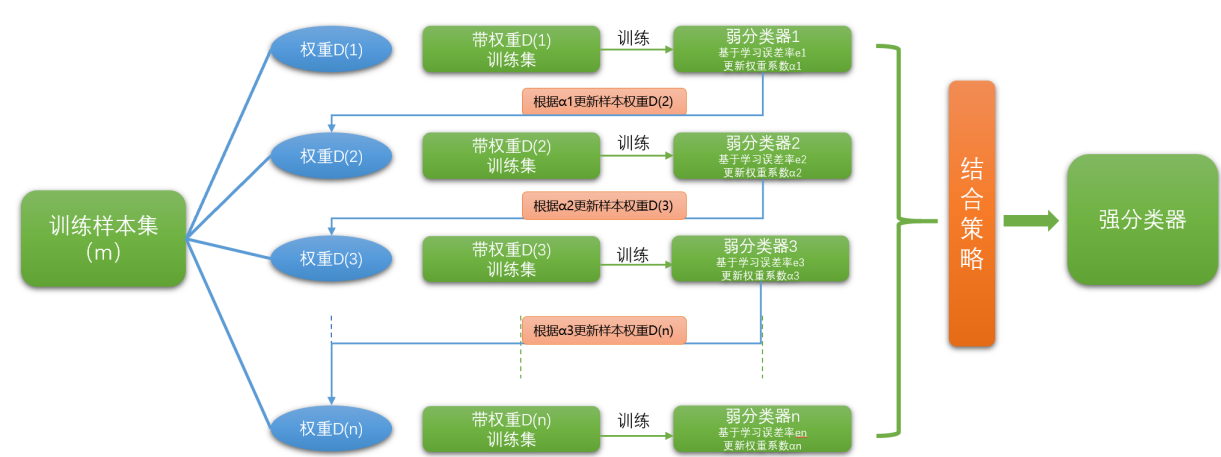 权重D(1)
带权重D(1)
训练集
训练
弱分类器1
基于学习误差率e1
更新权重系数α1
根据α1更新样本权重D(2)
权重D(2)
带权重D(2)
训练集
训练
弱分类器2
基于学习误差率e2
更新权重系数α2
根据α2更新样本权重D(3)
训练样本集
(m)
权重D(3)
带权重D(3)
训练集
训练
弱分类器3
基于学习误差率e3
更新权重系数α3
根据α3更新样本权重D(n)
权重D(n)
带权重D(n)
训练集
训练
弱分类器n
基于学习误差率en
更新权重系数αn
结合策略
强分类器